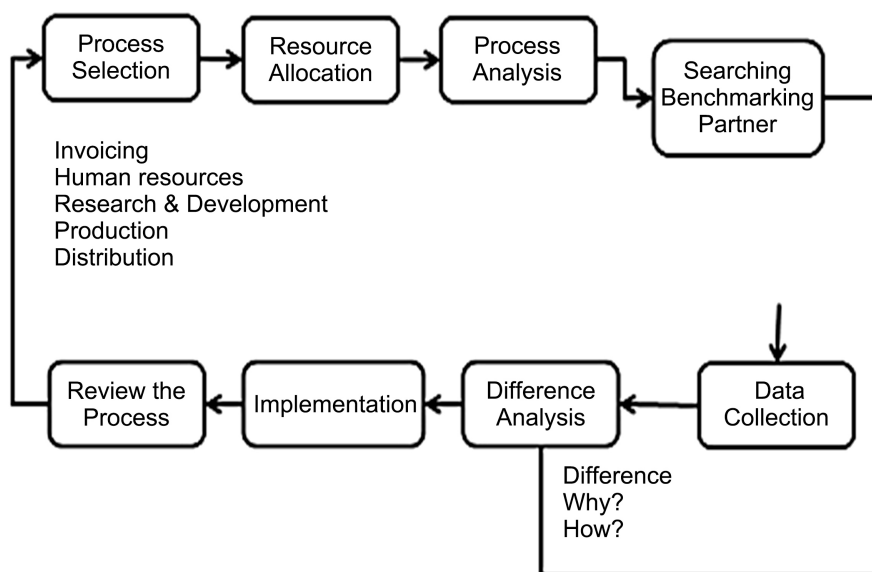 Process
Selection
Resource
Allocation
Process
Analysis
Searching
Benchmarking
Partner
Invoicing
Human resources
Research & Development
Production
Distribution
Review the
Process
Implementation
Difference
Analysis
Data
Collection
Difference
Why?
How?